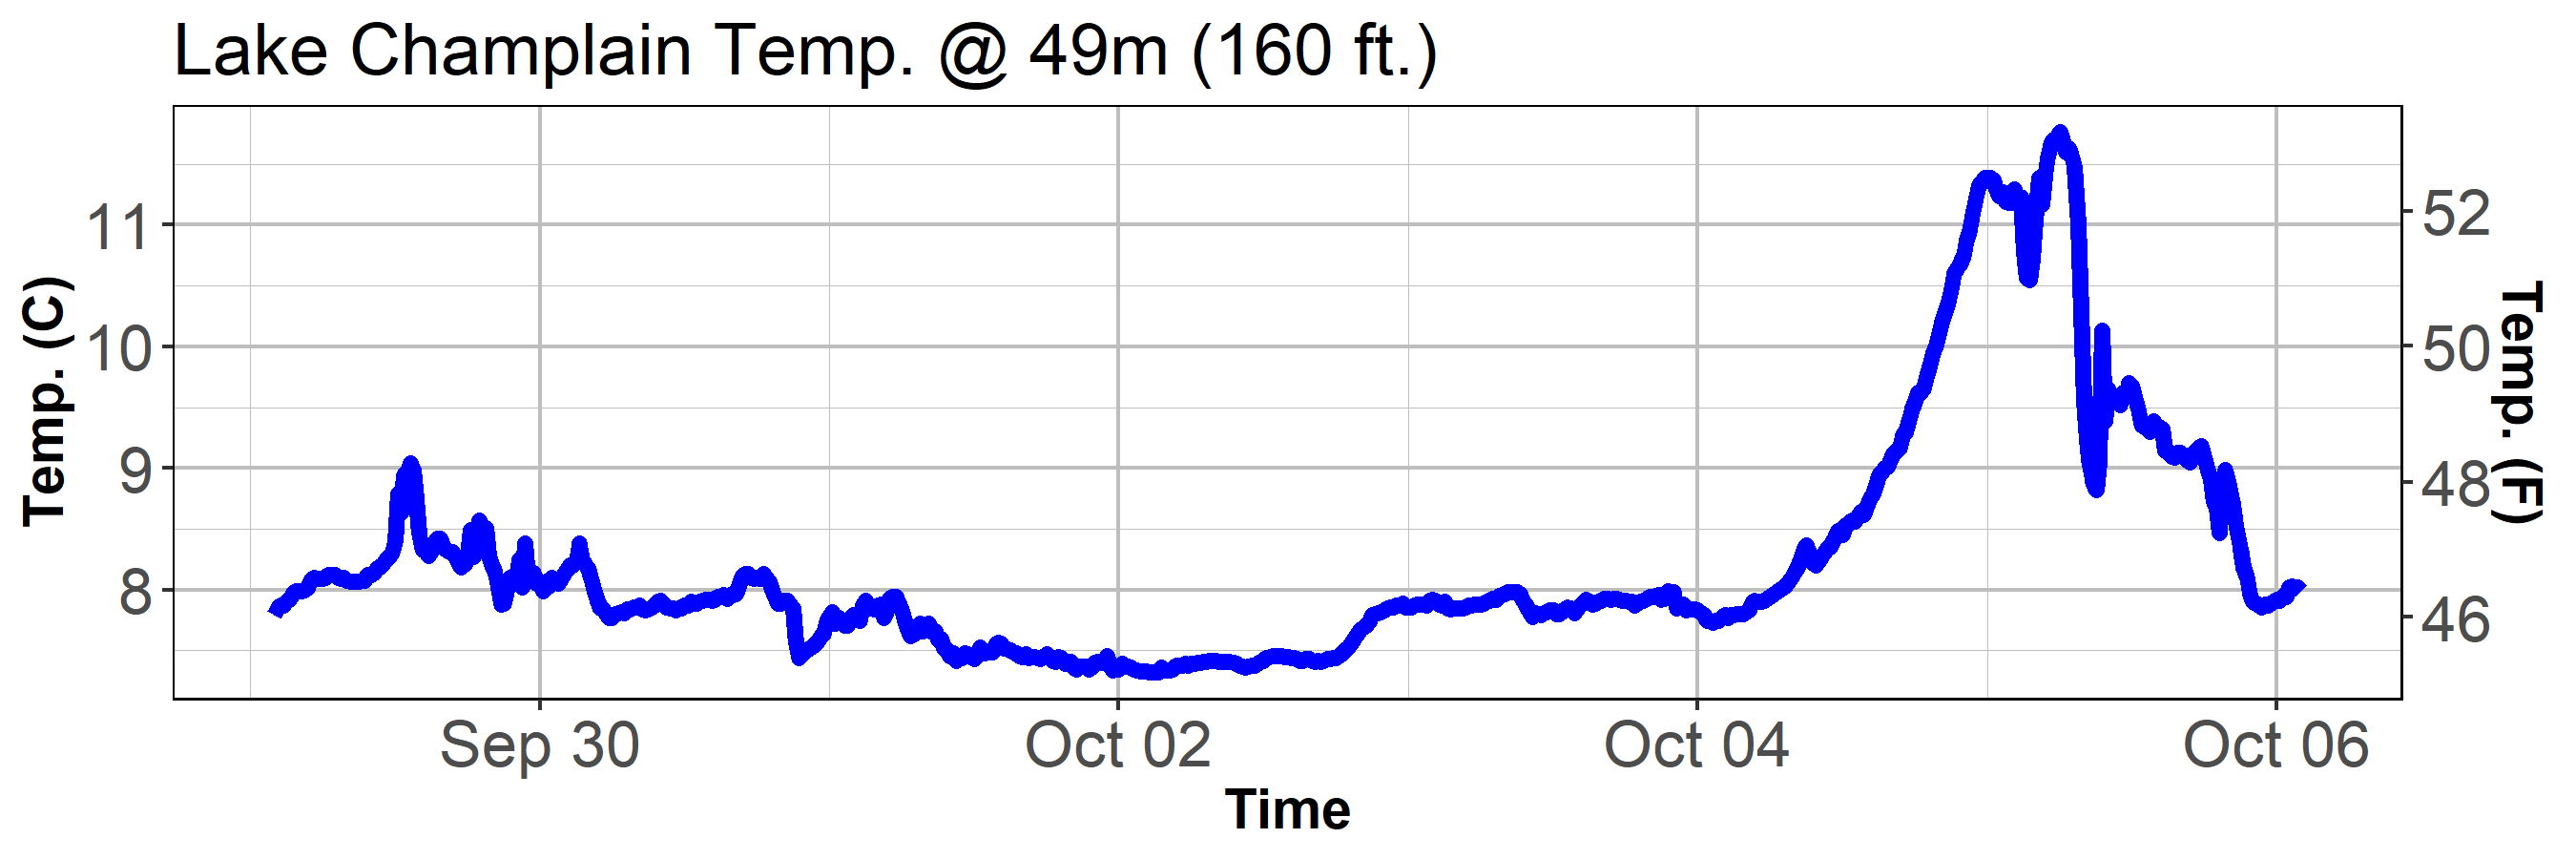 Lake Champlain Temp. @ 49m (160 ft.)
Temp. (C)
11
10
9
8
52
50
48
46
Temp. (F)
Sep 30 Oct 02 Oct 04 Oct 06
Time